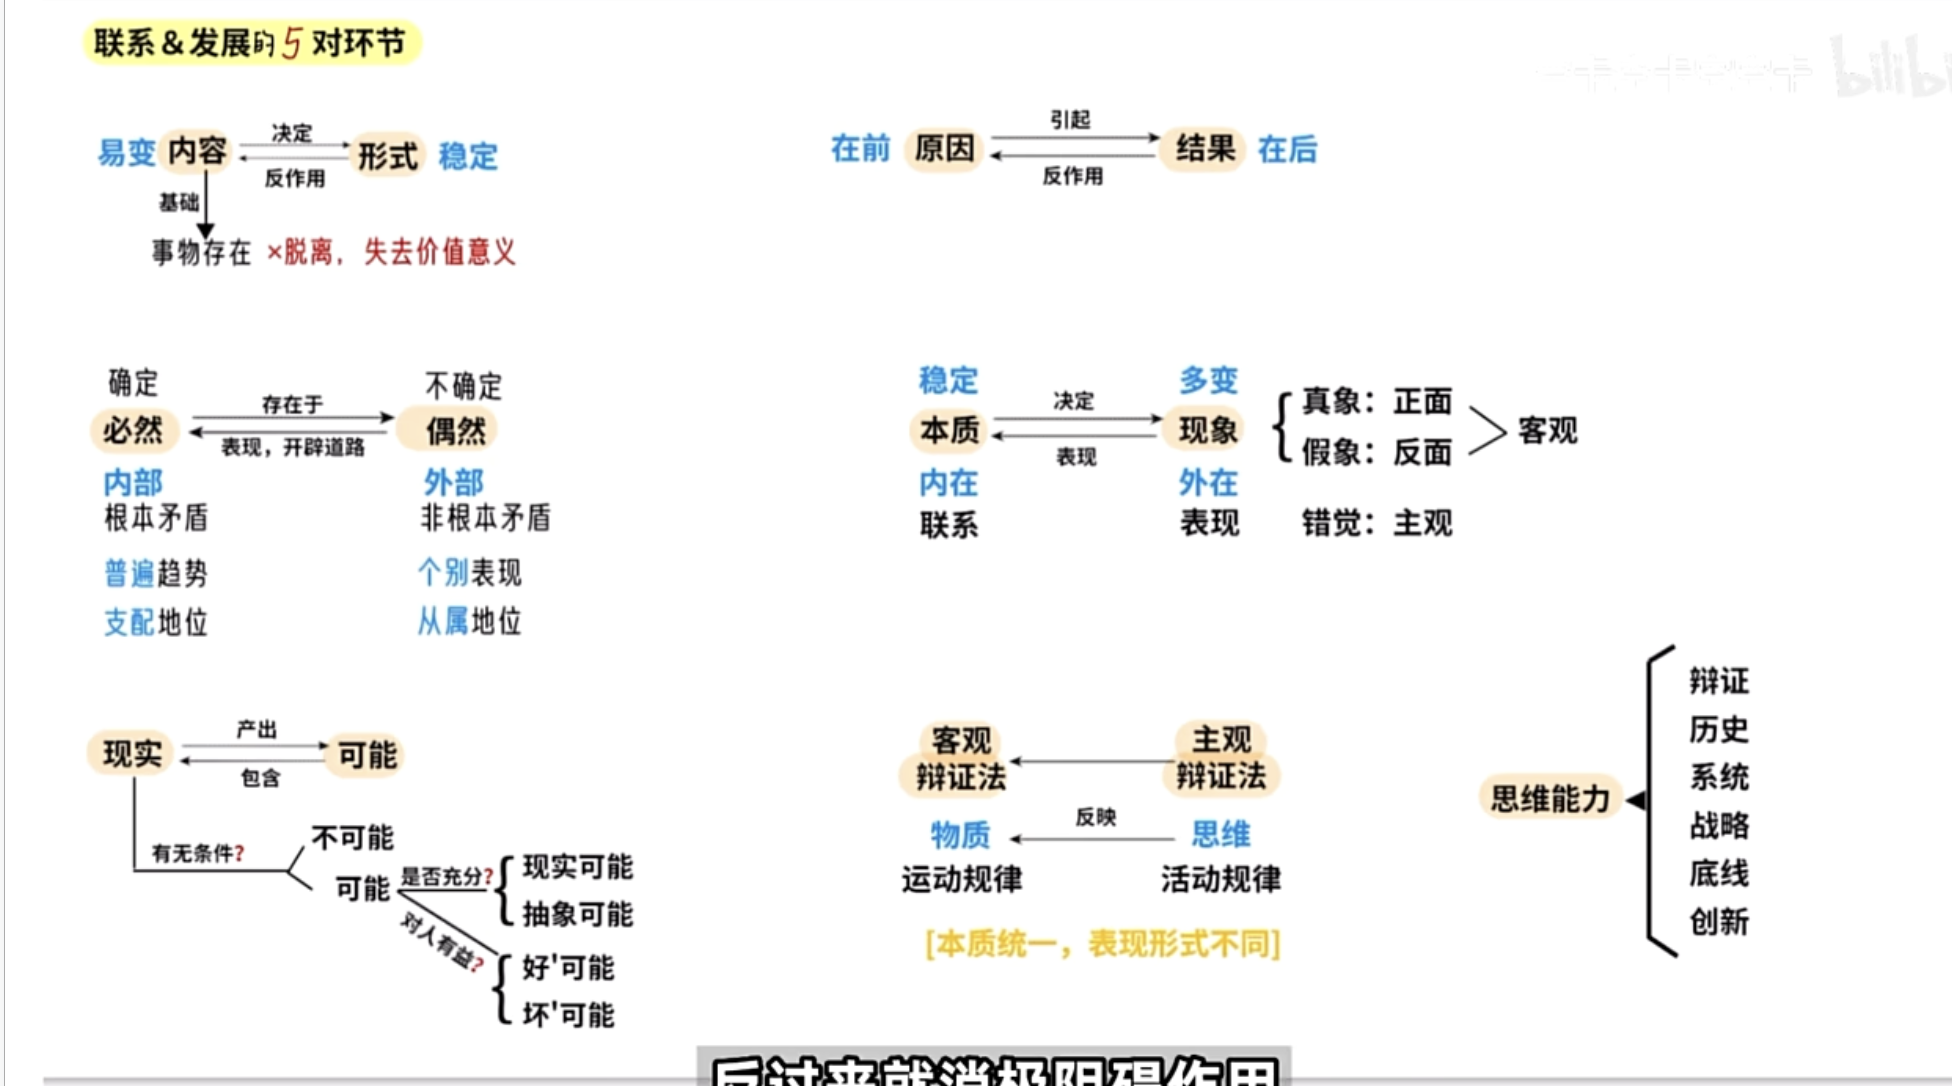 联系&发展的5对环节
易变 内容 决定 形式 稳定
反作用
基础
事物存在 ×脱离，失去价值意义
在前 原因 引起 结果 在后
反作用
确定 不确定
必然 存在于 偶然
表现，开辟道路
内部 外部
根本矛盾 非根本矛盾
普遍趋势 个别表现
支配地位 从属地位
稳定 多变
本质 决定 现象
表现
内在 外在
联系 表现
真象：正面
假象：反面
客观
错觉：主观
现实 产出 可能
包含
有无条件?
不可能
可能
是否充分?
现实可能
抽象可能
对人有益?
好'可能
坏'可能
客观 主观
辩证法 辩证法
物质 反映 思维
运动规律 活动规律
[本质统一，表现形式不同]
思维能力
辩证
历史
系统
战略
底线
创新
反过来就消极阻碍作用